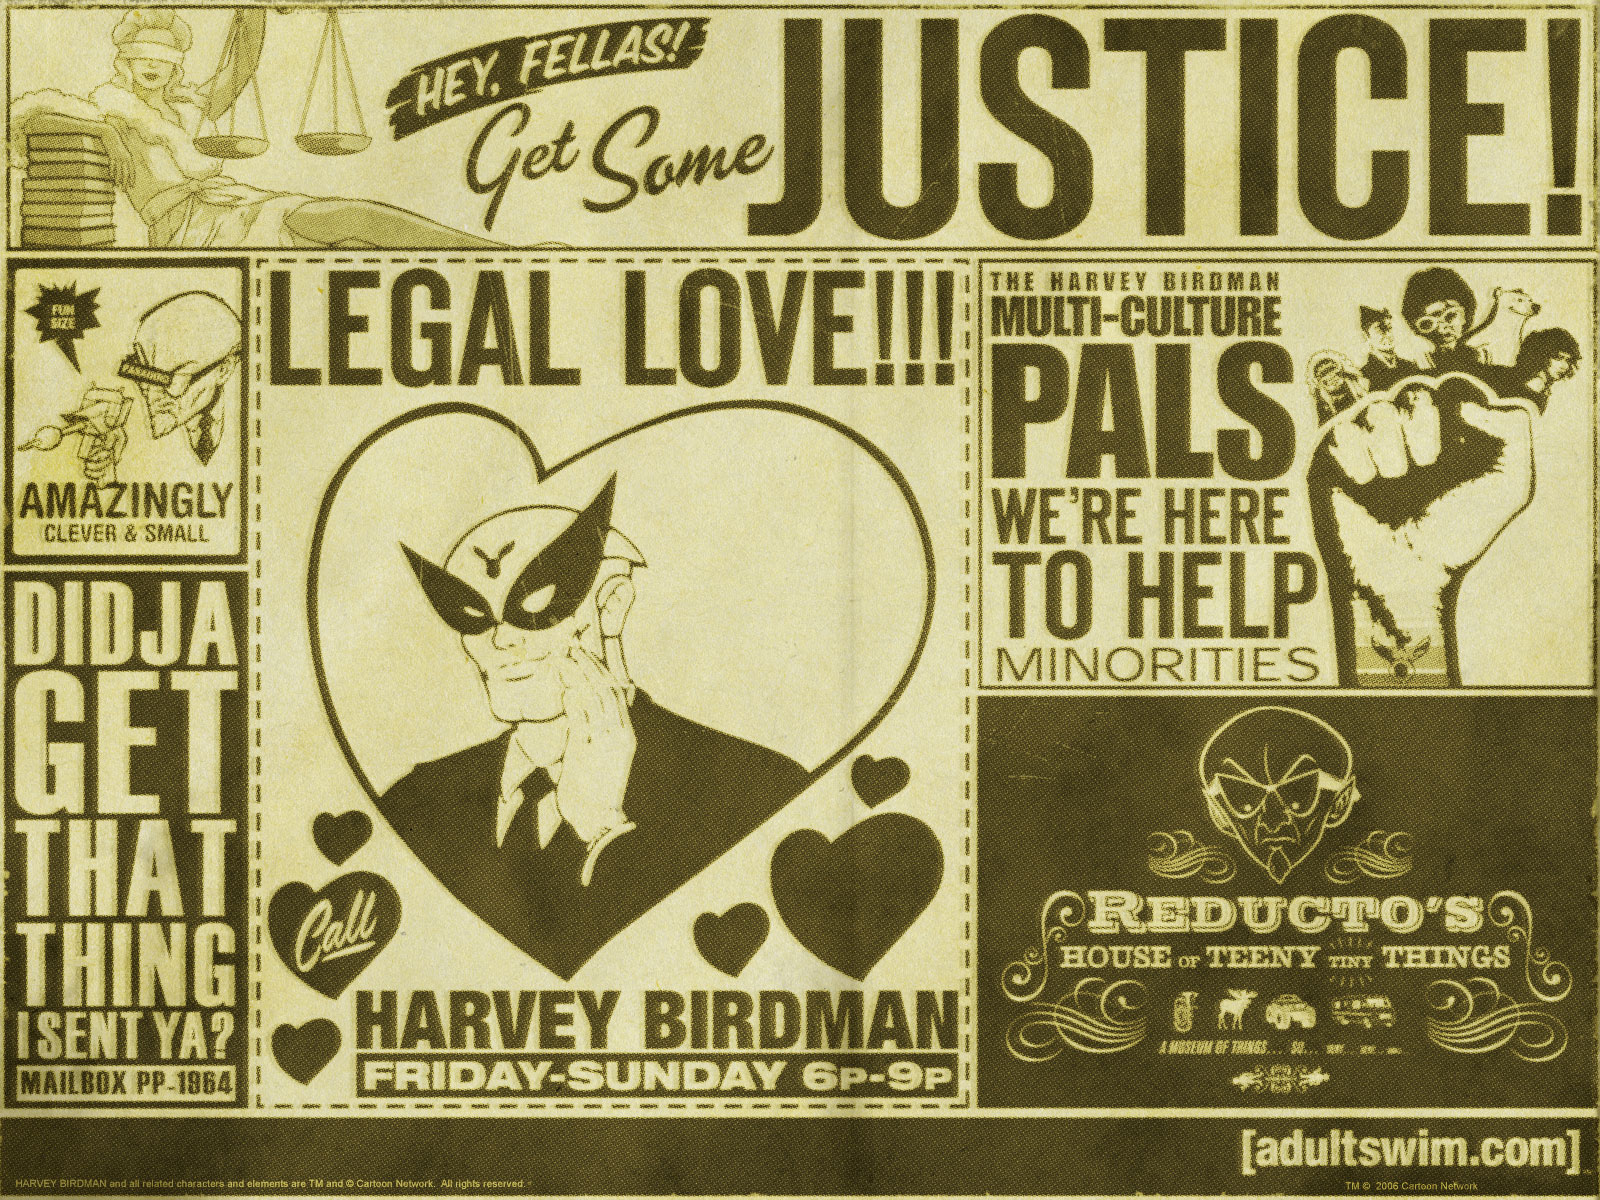 HEY, FELLAS!
Get Some
JUSTICE!
FUN
SIZE
AMAZINGLY
CLEVER & SMALL
DIDJA
GET
THAT
THING
I SENT YA?
MAILBOX PP-1964
LEGAL LOVE!!!
Call
HARVEY BIRDMAN
FRIDAY-SUNDAY 6P-9P
THE HARVEY BIRDMAN
MULTI-CULTURE
PALS
WE'RE HERE
TO HELP
MINORITIES
REDUCTO'S
HOUSE OF TEENY TINY THINGS
A MUSEUM OF THINGS... SO...
[adultswim.com]
HARVEY BIRDMAN and all related characters and elements are TM and © Cartoon Network. All rights reserved.
TM © 2006 Cartoon Network